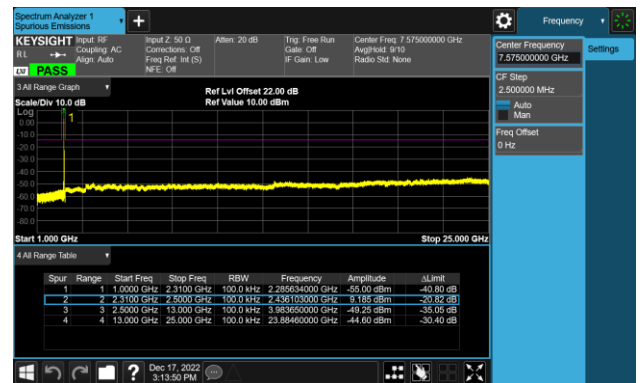 Spectrum Analyzer 1
Spurious Emissions
Frequency
KEYSIGHT
Input: RF
Input Z: 50 Ω
Atten: 20 dB
Trig: Free Run
Center Freq: 7.575000000 GHz
RL
Coupling: AC
Corrections: Off
Gate: Off
Avg|Hold: 9/10
Align: Auto
Freq Ref: Int (S)
IF Gain: Low
Radio Std: None
NFE: Off
LXI
PASS
Center Frequency
7.575000000 GHz
Settings
CF Step
2.500000 MHz
Auto
Man
Freq Offset
0 Hz
3 All Range Graph
Ref Lvl Offset 22.00 dB
Scale/Div 10.0 dB
Ref Value 10.00 dBm
Log
1
0.00
-10.0
-20.0
-30.0
-40.0
-50.0
-60.0
-70.0
-80.0
Start 1.000 GHz
Stop 25.000 GHz
4 All Range Table
Spur Range Start Freq Stop Freq RBW Frequency Amplitude ΔLimit
1 1 1.0000 GHz 2.3100 GHz 100.0 kHz 2.285634000 GHz -55.00 dBm -40.80 dB
2 2 2.3100 GHz 2.5000 GHz 100.0 kHz 2.436103000 GHz 9.185 dBm -20.82 dB
3 3 2.5000 GHz 13.000 GHz 100.0 kHz 3.983650000 GHz -49.25 dBm -35.05 dB
4 4 13.000 GHz 25.000 GHz 100.0 kHz 23.88460000 GHz -44.60 dBm -30.40 dB
?
Dec 17, 2022
3:13:50 PM